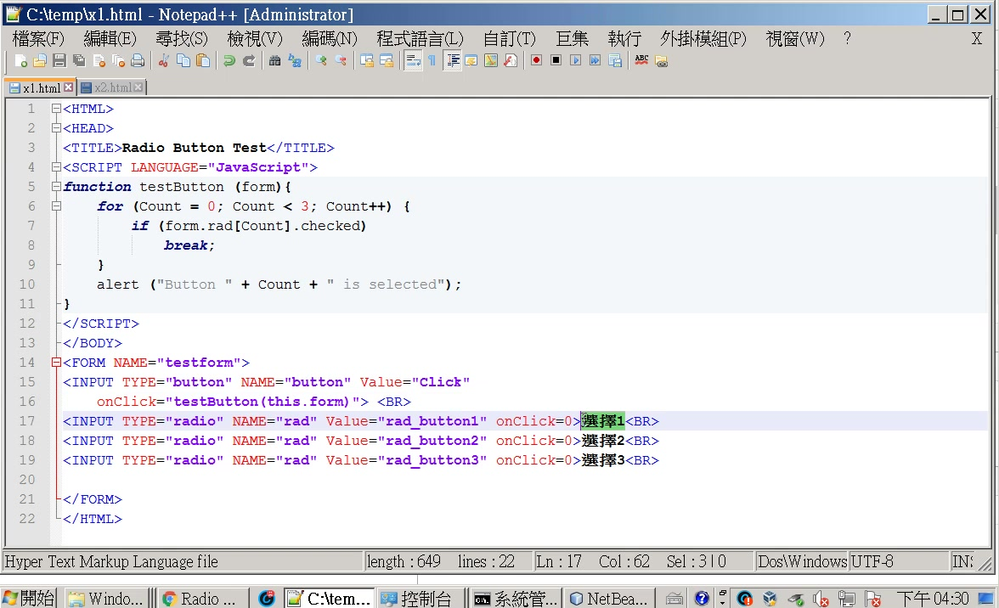 C:\temp\x1.html - Notepad++ [Administrator]
檔案(F) 編輯(E) 尋找(S) 檢視(V) 編碼(N) 程式語言(L) 自訂(T) 巨集 執行 外掛模組(P) 視窗(W) ? X
ABC
x1.html x2.html
1 <HTML>
2 <HEAD>
3 <TITLE>Radio Button Test</TITLE>
4 <SCRIPT LANGUAGE="JavaScript">
5 function testButton (form){
6 for (Count = 0; Count < 3; Count++) {
7 if (form.rad[Count].checked)
8 break;
9 }
10 alert ("Button " + Count + " is selected");
11 }
12 </SCRIPT>
13 </BODY>
14 <FORM NAME="testform">
15 <INPUT TYPE="button" NAME="button" Value="Click"
16 onClick="testButton(this.form)"> <BR>
17 <INPUT TYPE="radio" NAME="rad" Value="rad_button1" onClick=0>選擇1<BR>
18 <INPUT TYPE="radio" NAME="rad" Value="rad_button2" onClick=0>選擇2<BR>
19 <INPUT TYPE="radio" NAME="rad" Value="rad_button3" onClick=0>選擇3<BR>
20
21 </FORM>
22 </HTML>
Hyper Text Markup Language file length : 649 lines : 22 Ln : 17 Col : 62 Sel : 3 | 0 Dos\Windows UTF-8 INS
開始 Windo... Radio ... C:\tem... 控制台 系統管... NetBea... 下午 04:30